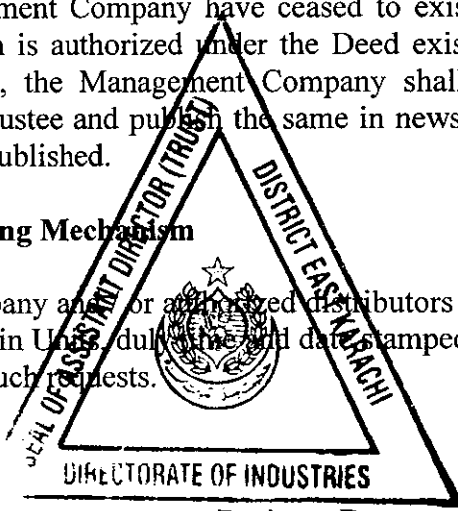 ment Company have ceased to exis
n is authorized under the Deed exis
, the Management Company shall
rustee and publish the same in news
ublished.
ng Mechanism
pany and/or authorized distributors
in Units, duly time and date stamped
uch requests.
SEAL OF ASSISTANT DIRECTOR (TRUST)
DISTRICT EAST KARACHI
DIRECTORATE OF INDUSTRIES